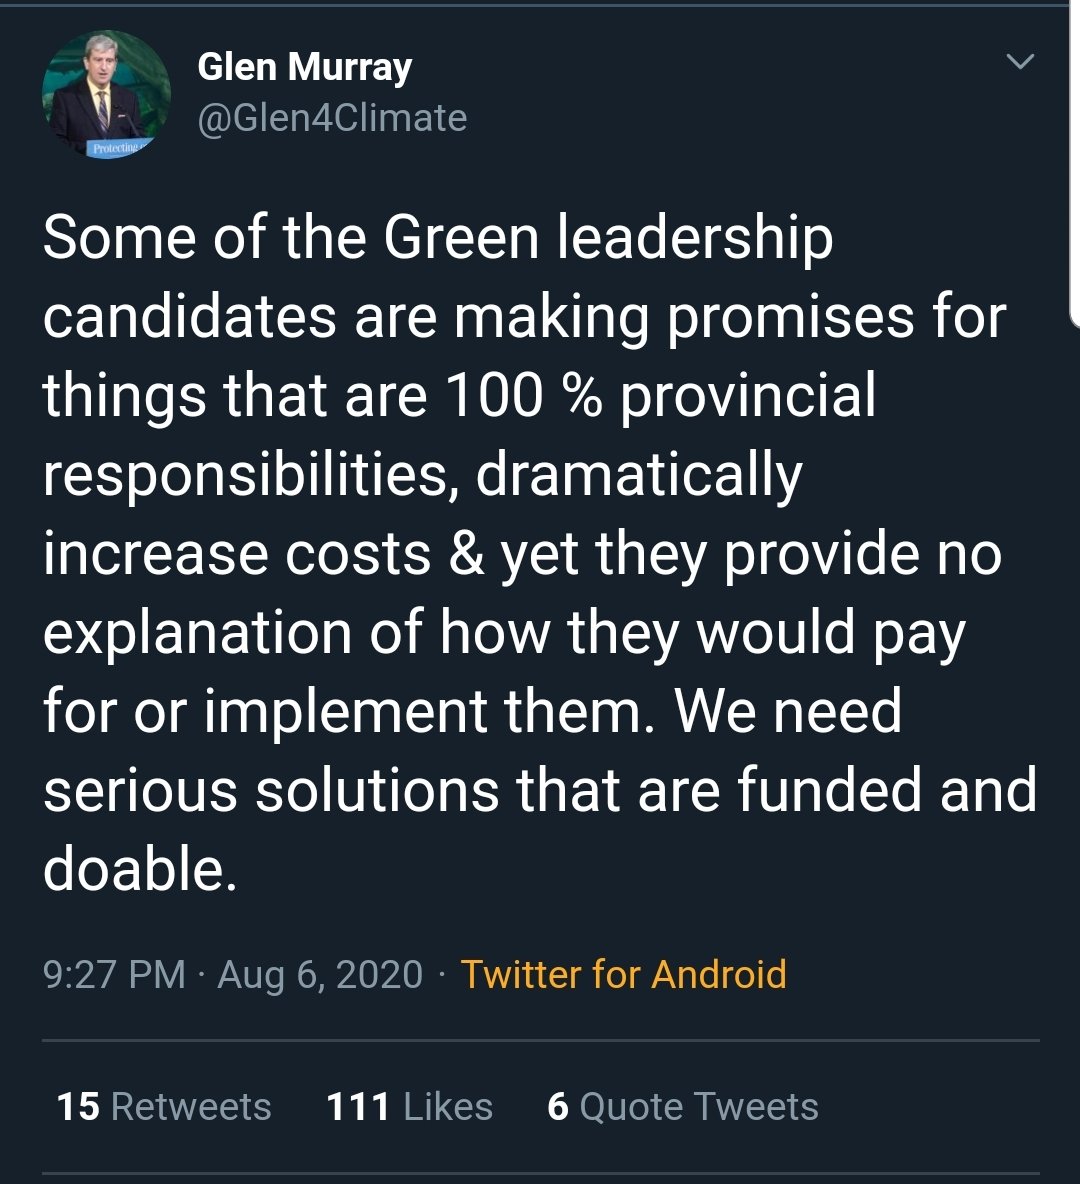 Glen Murray
@Glen4Climate
Protecting
Some of the Green leadership
candidates are making promises for
things that are 100 % provincial
responsibilities, dramatically
increase costs & yet they provide no
explanation of how they would pay
for or implement them. We need
serious solutions that are funded and
doable.
9:27 PM · Aug 6, 2020 · Twitter for Android
15 Retweets 111 Likes 6 Quote Tweets